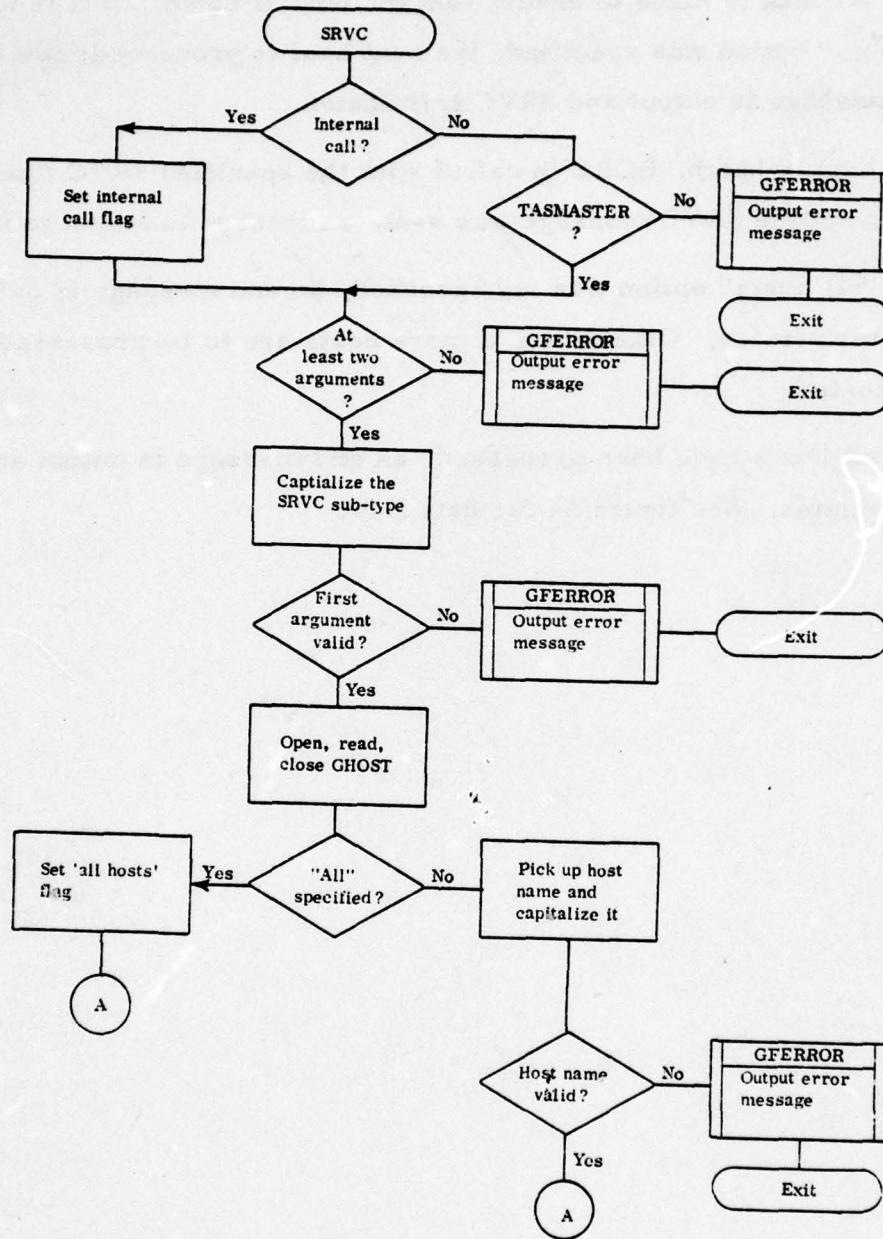 SRVC
Yes
Internal
call?
No
Set internal
call flag
TASMASTER
?
No
GFERROR
Output error
message
Yes
Exit
At
least two
arguments
?
No
GFERROR
Output error
message
Exit
Yes
Captialize the
SRVC sub-type
First
argument
valid?
No
GFERROR
Output error
message
Exit
Yes
Open, read,
close GHOST
Set 'all hosts'
flag
Yes
"All"
specified?
No
Pick up host
name and
capitalize it
A
Host name
valid?
No
GFERROR
Output error
message
Yes
Exit
A